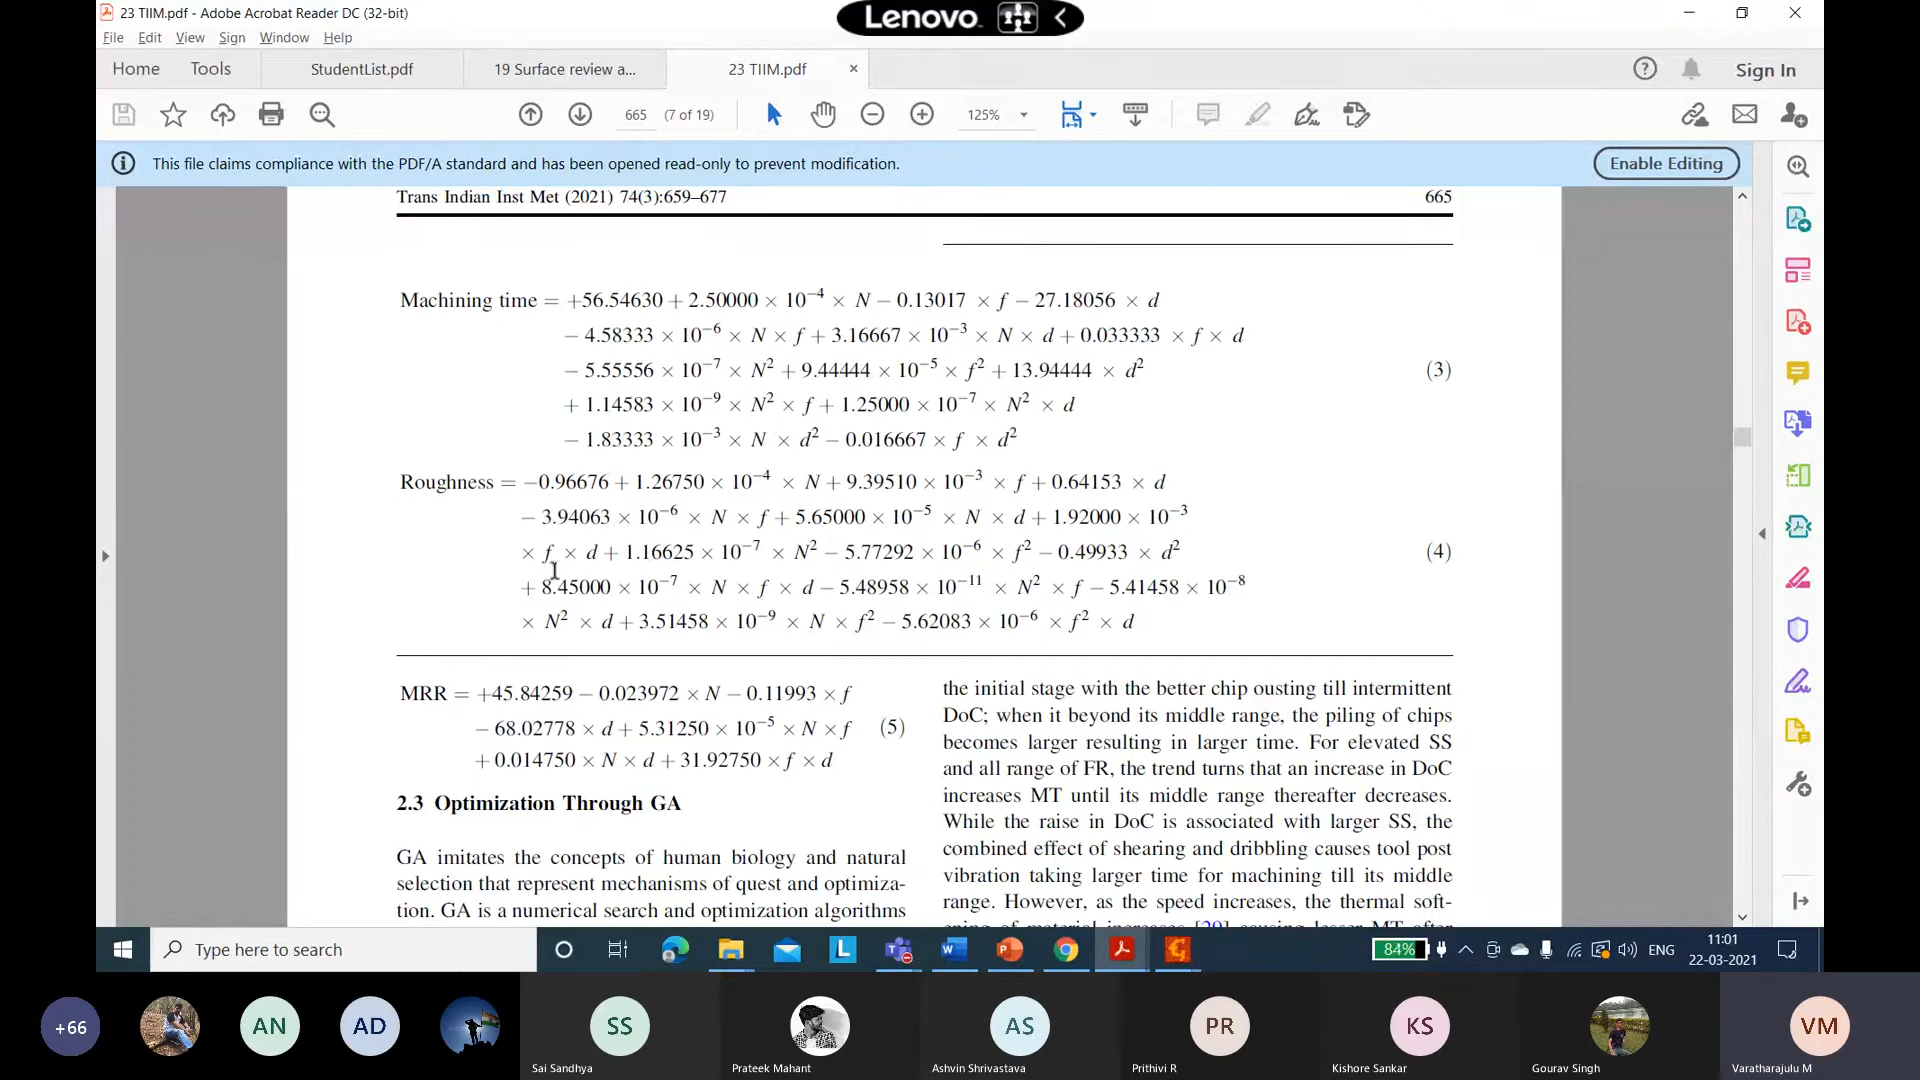 23 TIIM.pdf - Adobe Acrobat Reader DC (32-bit)
Lenovo
File Edit View Sign Window Help
Home Tools StudentList.pdf 19 Surface review a... 23 TIIM.pdf × Sign In
665 (7 of 19) 125%
This file claims compliance with the PDF/A standard and has been opened read-only to prevent modification. Enable Editing
Trans Indian Inst Met (2021) 74(3):659–677 665
Machining time = +56.54630 + 2.50000 × 10⁻⁴ × N − 0.13017 × f − 27.18056 × d
− 4.58333 × 10⁻⁶ × N × f + 3.16667 × 10⁻³ × N × d + 0.033333 × f × d
− 5.55556 × 10⁻⁷ × N² + 9.44444 × 10⁻⁵ × f² + 13.94444 × d² (3)
+ 1.14583 × 10⁻⁹ × N² × f + 1.25000 × 10⁻⁷ × N² × d
− 1.83333 × 10⁻³ × N × d² − 0.016667 × f × d²
Roughness = −0.96676 + 1.26750 × 10⁻⁴ × N + 9.39510 × 10⁻³ × f + 0.64153 × d
− 3.94063 × 10⁻⁶ × N × f + 5.65000 × 10⁻⁵ × N × d + 1.92000 × 10⁻³
× f × d + 1.16625 × 10⁻⁷ × N² − 5.77292 × 10⁻⁶ × f² − 0.49933 × d² (4)
+ 8.45000 × 10⁻⁷ × N × f × d − 5.48958 × 10⁻¹¹ × N² × f − 5.41458 × 10⁻⁸
× N² × d + 3.51458 × 10⁻⁹ × N × f² − 5.62083 × 10⁻⁶ × f² × d
MRR = +45.84259 − 0.023972 × N − 0.11993 × f
− 68.02778 × d + 5.31250 × 10⁻⁵ × N × f (5)
+ 0.014750 × N × d + 31.92750 × f × d
2.3 Optimization Through GA
GA imitates the concepts of human biology and natural
selection that represent mechanisms of quest and optimiza-
tion. GA is a numerical search and optimization algorithms
the initial stage with the better chip ousting till intermittent
DoC; when it beyond its middle range, the piling of chips
becomes larger resulting in larger time. For elevated SS
and all range of FR, the trend turns that an increase in DoC
increases MT until its middle range thereafter decreases.
While the raise in DoC is associated with larger SS, the
combined effect of shearing and dribbling causes tool post
vibration taking larger time for machining till its middle
range. However, as the speed increases, the thermal soft-
ening of material increases [20] causing lesser MT after
Type here to search 84% ENG 11:01
22-03-2021
+66 AN AD SS AS PR KS VM
Sai Sandhya Prateek Mahant Ashvin Shrivastava Prithivi R Kishore Sankar Gourav Singh Varatharajulu M